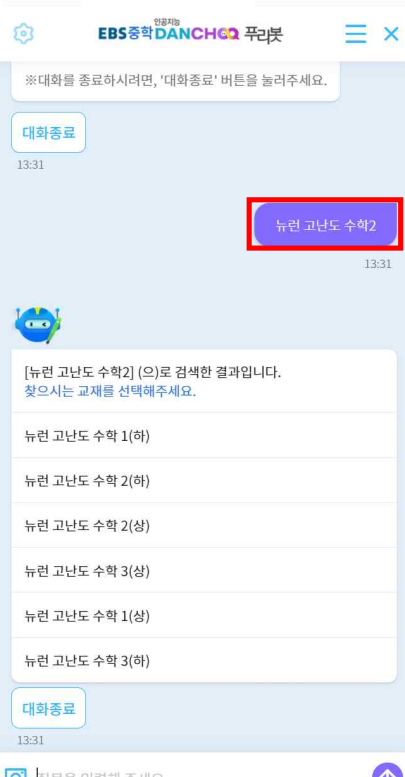 인공지능
EBS중학 DANCHOO 푸리봇
※대화를 종료하시려면, '대화종료' 버튼을 눌러주세요.
대화종료
13:31
뉴런 고난도 수학2
13:31
[뉴런 고난도 수학2] (으)로 검색한 결과입니다.
찾으시는 교재를 선택해주세요.
뉴런 고난도 수학 1(하)
뉴런 고난도 수학 2(하)
뉴런 고난도 수학 2(상)
뉴런 고난도 수학 3(상)
뉴런 고난도 수학 1(상)
뉴런 고난도 수학 3(하)
대화종료
13:31